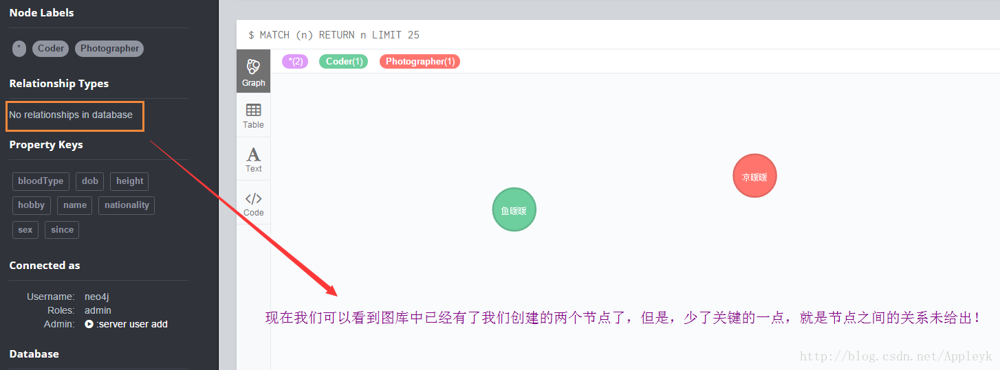 Node Labels
*
Coder
Photographer
Relationship Types
No relationships in database
Property Keys
bloodType
dob
height
hobby
name
nationality
sex
since
Connected as
Username: neo4j
Roles: admin
Admin: :server user add
Database
$ MATCH (n) RETURN n LIMIT 25
*(2)
Coder(1)
Photographer(1)
Graph
Table
Text
Code
凉暖暖
鱼暖暖
现在我们可以看到图库中已经有了我们创建的两个节点了，但是，少了关键的一点，就是节点之间的关系未给出！
http://blog.csdn.net/Appleyk